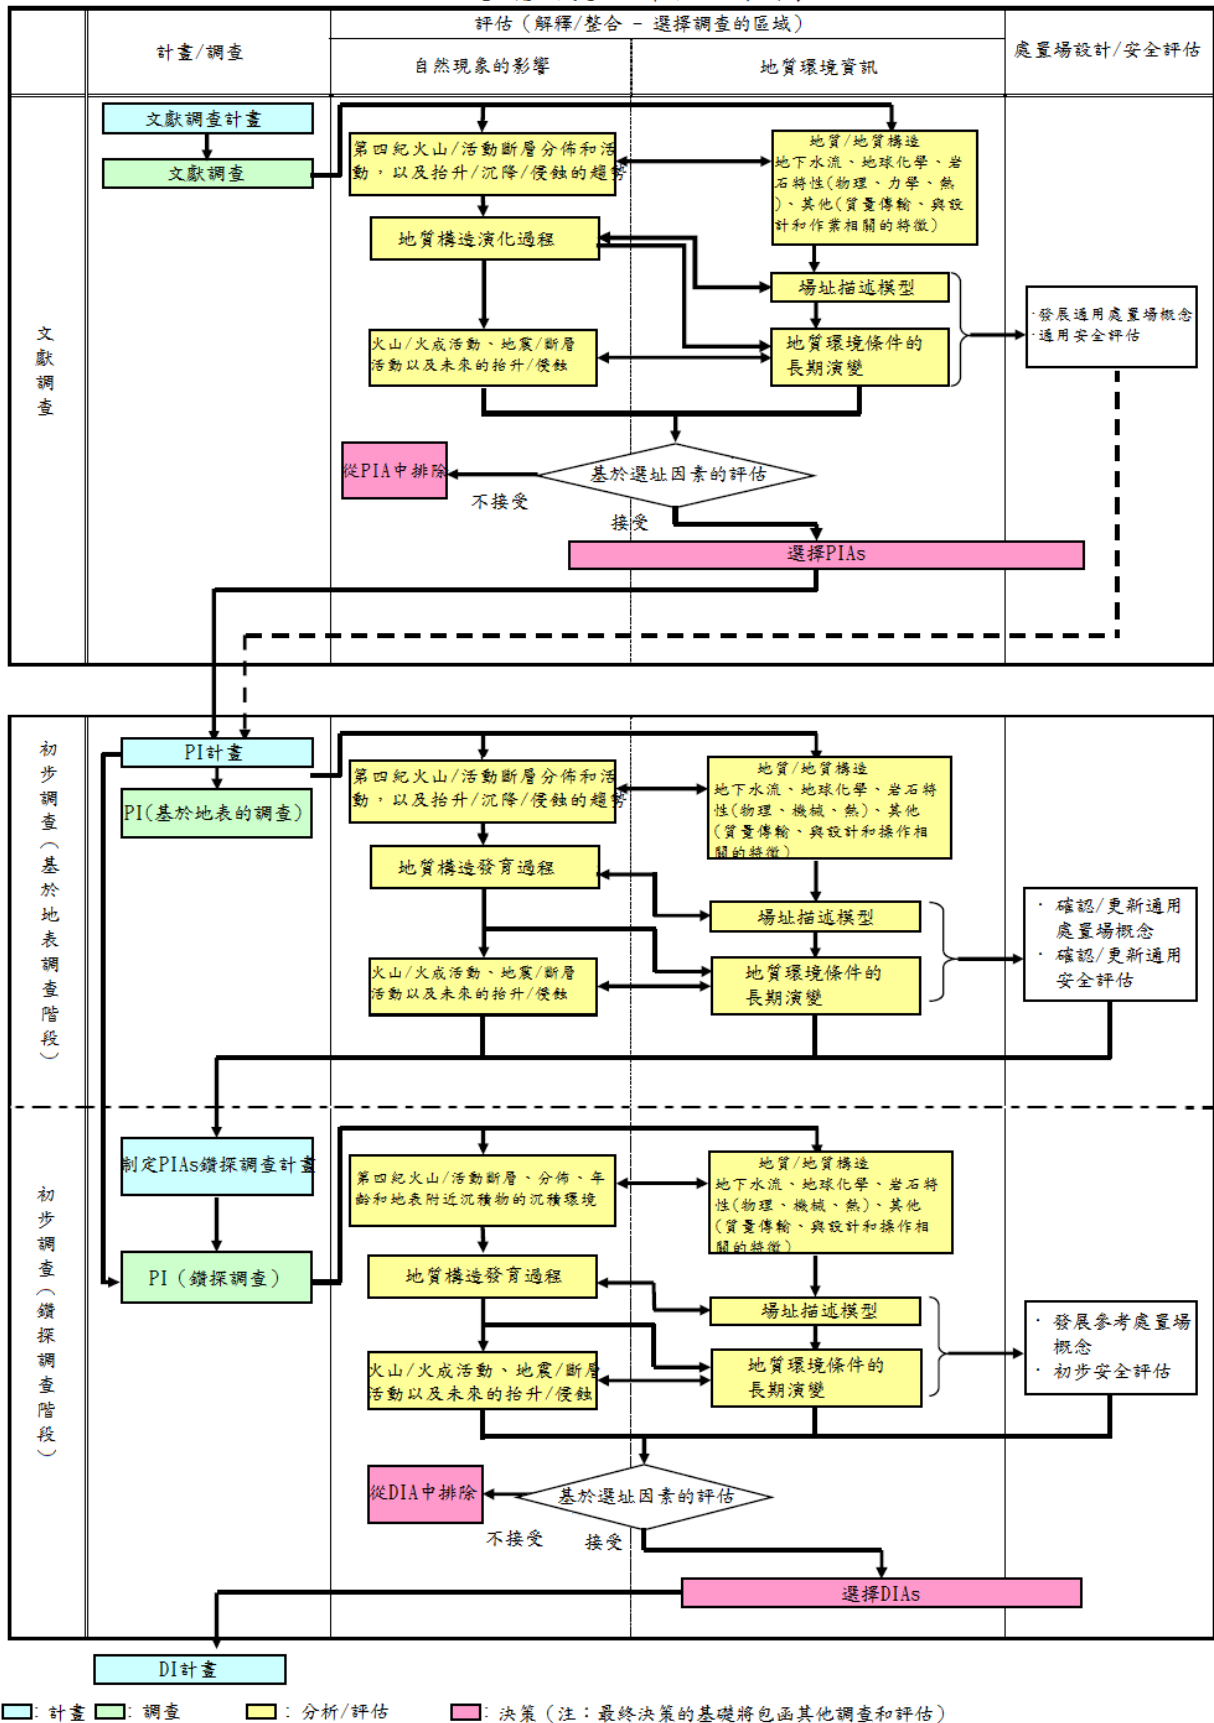 評估（解釋/整合 - 選擇調查的區域）
計畫/調查
自然現象的影響
地質環境資訊
處置場設計/安全評估
文獻調查
文獻調查計畫
文獻調查
第四紀火山/活動斷層分佈和活
動，以及抬升/沉降/侵蝕的趨勢
地質/地質構造
地下水流、地球化學、岩
石特性(物理、力學、熱
)、其他(質量傳輸、與設
計和作業相關的特徵)
地質構造演化過程
場址描述模型
火山/火成活動、地震/斷層
活動以及未來的抬升/侵蝕
地質環境條件的
長期演變
·發展通用處置場概念
·通用安全評估
從PIA中排除
基於選址因素的評估
不接受
接受
選擇PIAs
初步調查（基於地表調查階段）
PI計畫
PI(基於地表的調查)
第四紀火山/活動斷層分佈和活
動，以及抬升/沉降/侵蝕的趨勢
地質/地質構造
地下水流、地球化學、岩石特
性(物理、機械、熱)、其他
(質量傳輸、與設計和操作相
關的特徵)
地質構造發育過程
場址描述模型
火山/火成活動、地震/斷層
活動以及未來的抬升/侵蝕
地質環境條件的
長期演變
· 確認/更新通用
處置場概念
· 確認/更新通用
安全評估
初步調查（鑽探調查階段）
制定PIAs鑽探調查計畫
PI（鑽探調查）
第四紀火山/活動斷層、分佈、年
齡和地表附近沉積物的沉積環境
地質/地質構造
地下水流、地球化學、岩石特
性(物理、機械、熱)、其他
(質量傳輸、與設計和操作相
關的特徵)
地質構造發育過程
場址描述模型
火山/火成活動、地震/斷層
活動以及未來的抬升/侵蝕
地質環境條件的
長期演變
· 發展參考處置場
概念
· 初步安全評估
從DIA中排除
基於選址因素的評估
不接受
接受
選擇DIAs
DI計畫
：計畫
：調查
：分析/評估
：決策（注：最終決策的基礎將包函其他調查和評估）